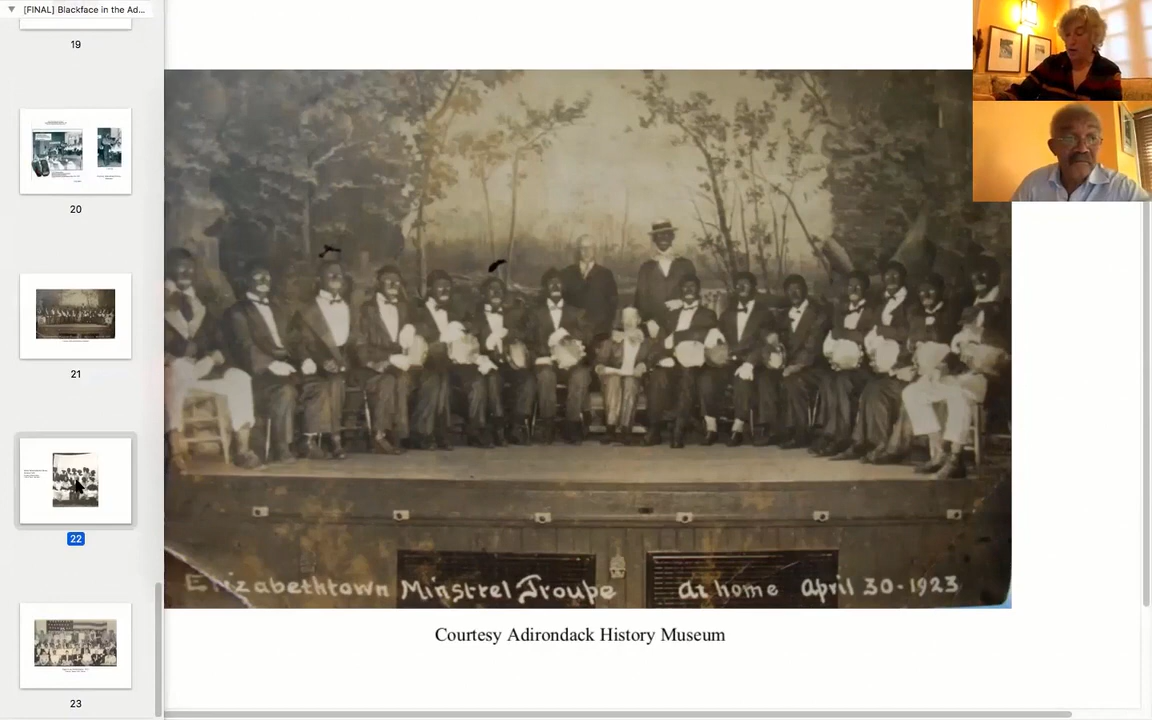 [FINAL] Blackface in the Ad...
19
20
21
22
23
Elizabethtown Minstrel Troupe at home April 30-1923
Courtesy Adirondack History Museum